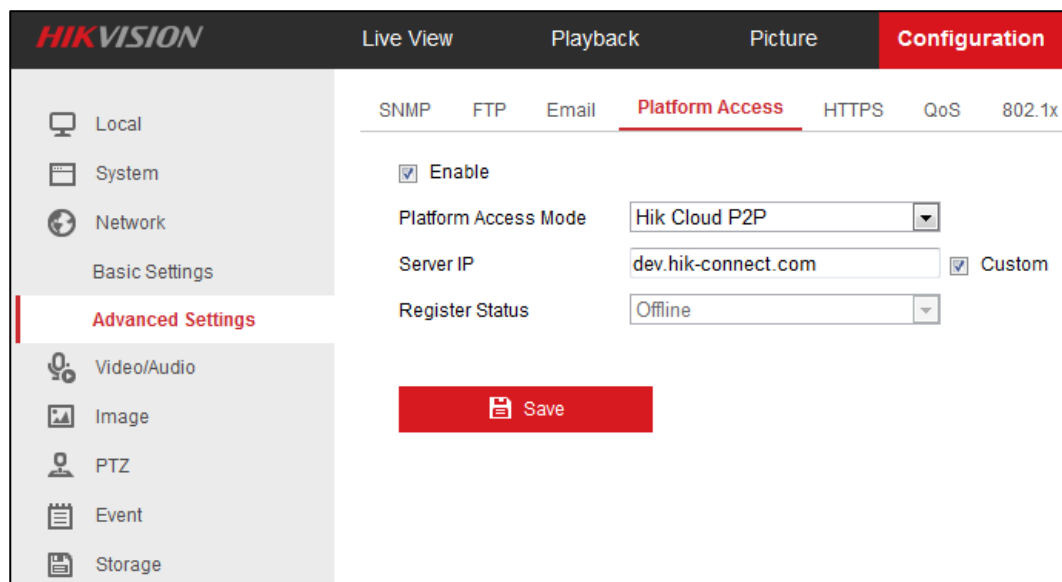 HIKVISION Live View Playback Picture Configuration
SNMP FTP Email Platform Access HTTPS QoS 802.1x
Local
System
Network
Basic Settings
Advanced Settings
Video/Audio
Image
PTZ
Event
Storage
Enable
Platform Access Mode Hik Cloud P2P
Server IP dev.hik-connect.com Custom
Register Status Offline
Save